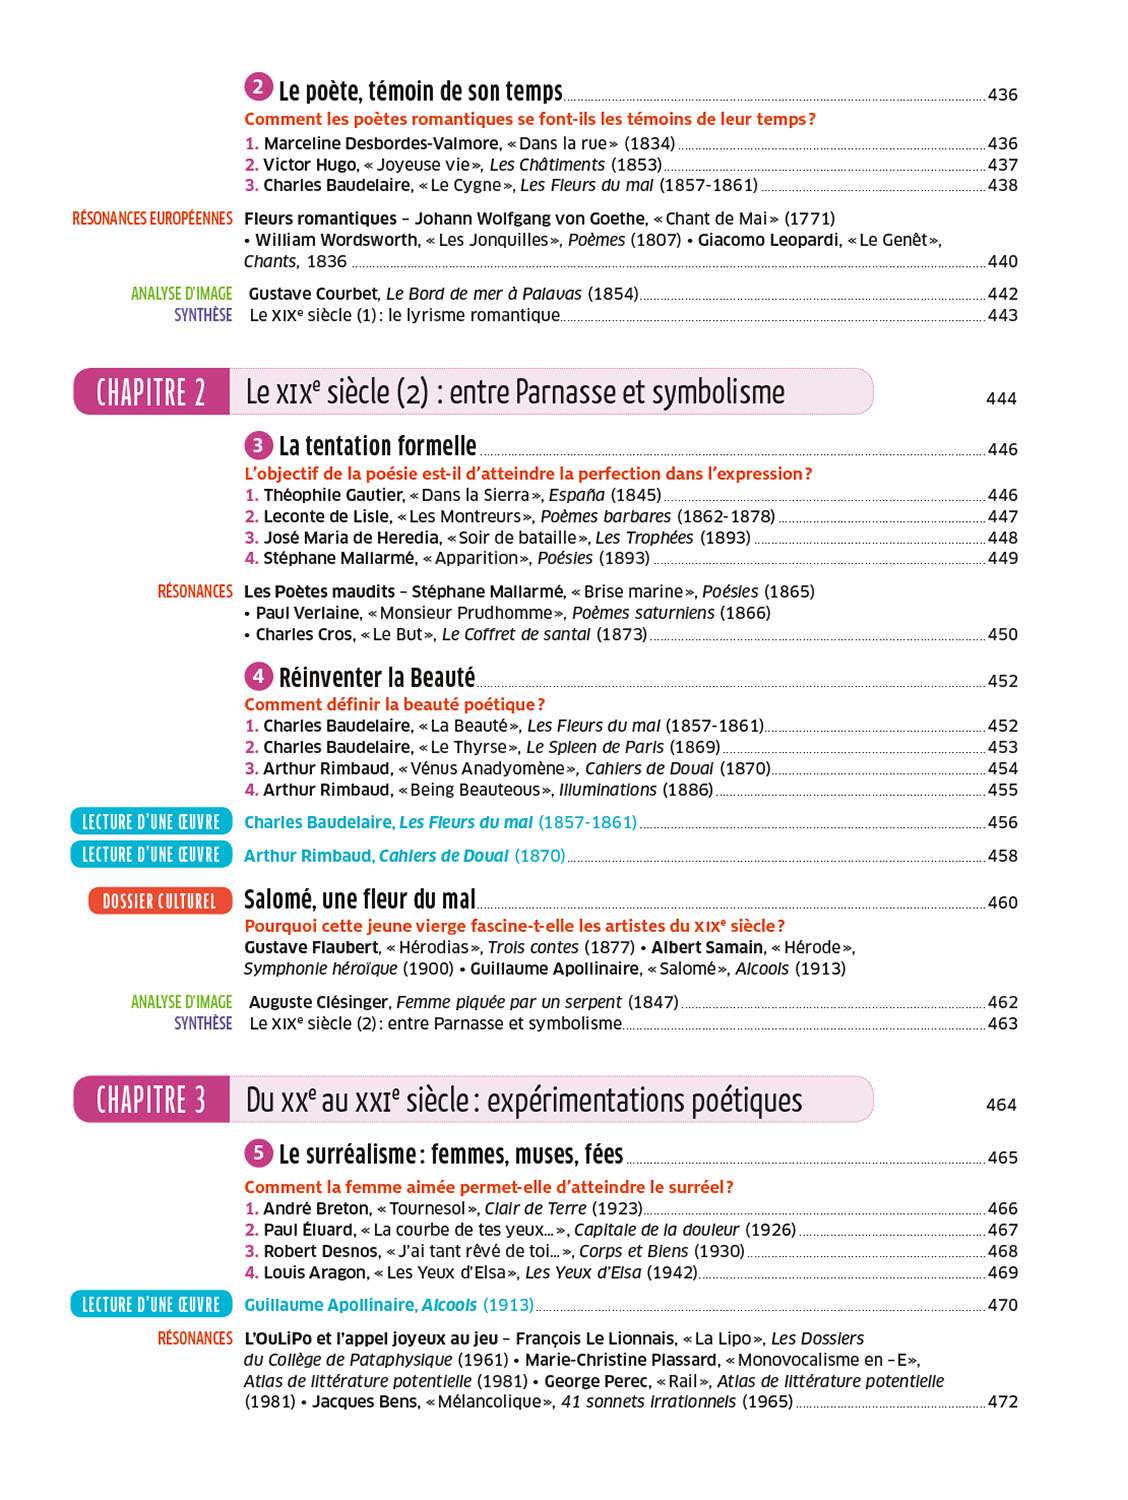 2 Le poète, témoin de son temps 436
Comment les poètes romantiques se font-ils les témoins de leur temps ?
1. Marceline Desbordes-Valmore, « Dans la rue » (1834) 436
2. Victor Hugo, « Joyeuse vie », Les Châtiments (1853) 437
3. Charles Baudelaire, « Le Cygne », Les Fleurs du mal (1857-1861) 438
RÉSONANCES EUROPÉENNES Fleurs romantiques – Johann Wolfgang von Goethe, « Chant de Mai » (1771)
• William Wordsworth, « Les Jonquilles », Poèmes (1807) • Giacomo Leopardi, « Le Genêt »,
Chants, 1836 440
ANALYSE D'IMAGE Gustave Courbet, Le Bord de mer à Palavas (1854) 442
SYNTHÈSE Le XIXe siècle (1) : le lyrisme romantique 443
CHAPITRE 2 Le XIXe siècle (2) : entre Parnasse et symbolisme 444
3 La tentation formelle 446
L'objectif de la poésie est-il d'atteindre la perfection dans l'expression ?
1. Théophile Gautier, « Dans la Sierra », España (1845) 446
2. Leconte de Lisle, « Les Montreurs », Poèmes barbares (1862-1878) 447
3. José Maria de Heredia, « Soir de bataille », Les Trophées (1893) 448
4. Stéphane Mallarmé, « Apparition », Poésies (1893) 449
RÉSONANCES Les Poètes maudits – Stéphane Mallarmé, « Brise marine », Poésies (1865)
• Paul Verlaine, « Monsieur Prudhomme », Poèmes saturniens (1866)
• Charles Cros, « Le But », Le Coffret de santal (1873) 450
4 Réinventer la Beauté 452
Comment définir la beauté poétique ?
1. Charles Baudelaire, « La Beauté », Les Fleurs du mal (1857-1861) 452
2. Charles Baudelaire, « Le Thyrse », Le Spleen de Paris (1869) 453
3. Arthur Rimbaud, « Vénus Anadyomène », Cahiers de Douai (1870) 454
4. Arthur Rimbaud, « Being Beauteous », Illuminations (1886) 455
LECTURE D'UNE ŒUVRE Charles Baudelaire, Les Fleurs du mal (1857-1861) 456
LECTURE D'UNE ŒUVRE Arthur Rimbaud, Cahiers de Douai (1870) 458
DOSSIER CULTUREL Salomé, une fleur du mal 460
Pourquoi cette jeune vierge fascine-t-elle les artistes du XIXe siècle ?
Gustave Flaubert, « Hérodias », Trois contes (1877) • Albert Samain, « Hérode »,
Symphonie héroïque (1900) • Guillaume Apollinaire, « Salomé », Alcools (1913)
ANALYSE D'IMAGE Auguste Clésinger, Femme piquée par un serpent (1847) 462
SYNTHÈSE Le XIXe siècle (2) : entre Parnasse et symbolisme 463
CHAPITRE 3 Du XXe au XXIe siècle : expérimentations poétiques 464
5 Le surréalisme : femmes, muses, fées 465
Comment la femme aimée permet-elle d'atteindre le surréel ?
1. André Breton, « Tournesol », Clair de Terre (1923) 466
2. Paul Éluard, « La courbe de tes yeux... », Capitale de la douleur (1926) 467
3. Robert Desnos, « J'ai tant rêvé de toi... », Corps et Biens (1930) 468
4. Louis Aragon, « Les Yeux d'Elsa », Les Yeux d'Elsa (1942) 469
LECTURE D'UNE ŒUVRE Guillaume Apollinaire, Alcools (1913) 470
RÉSONANCES L'OuLiPo et l'appel joyeux au jeu – François Le Lionnais, « La Lipo », Les Dossiers
du Collège de Pataphysique (1961) • Marie-Christine Plassard, « Monovocalisme en – E »,
Atlas de littérature potentielle (1981) • George Perec, « Rail », Atlas de littérature potentielle
(1981) • Jacques Bens, « Mélancolique », 41 sonnets irrationnels (1965) 472